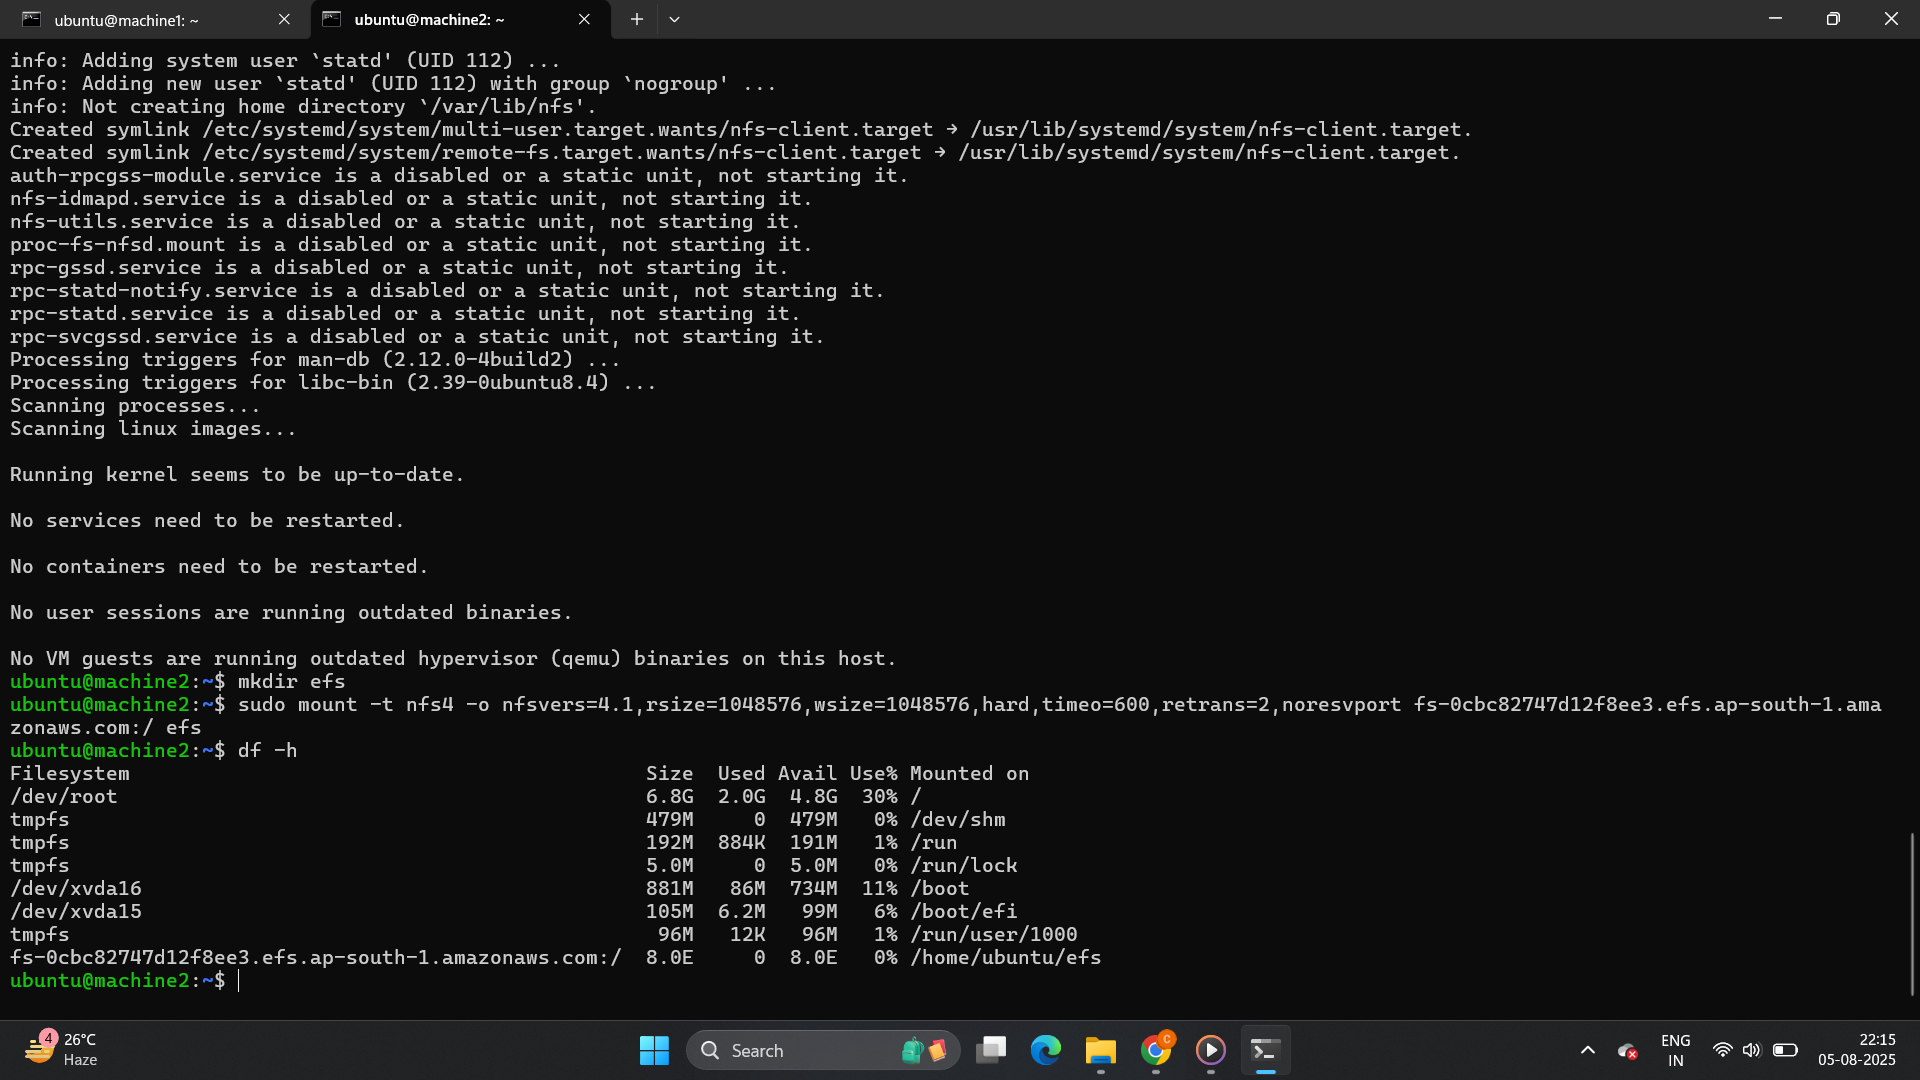 ubuntu@machine1: ~
ubuntu@machine2: ~
info: Adding system user `statd' (UID 112) ...
info: Adding new user `statd' (UID 112) with group `nogroup' ...
info: Not creating home directory `/var/lib/nfs'.
Created symlink /etc/systemd/system/multi-user.target.wants/nfs-client.target → /usr/lib/systemd/system/nfs-client.target.
Created symlink /etc/systemd/system/remote-fs.target.wants/nfs-client.target → /usr/lib/systemd/system/nfs-client.target.
auth-rpcgss-module.service is a disabled or a static unit, not starting it.
nfs-idmapd.service is a disabled or a static unit, not starting it.
nfs-utils.service is a disabled or a static unit, not starting it.
proc-fs-nfsd.mount is a disabled or a static unit, not starting it.
rpc-gssd.service is a disabled or a static unit, not starting it.
rpc-statd-notify.service is a disabled or a static unit, not starting it.
rpc-statd.service is a disabled or a static unit, not starting it.
rpc-svcgssd.service is a disabled or a static unit, not starting it.
Processing triggers for man-db (2.12.0-4build2) ...
Processing triggers for libc-bin (2.39-0ubuntu8.4) ...
Scanning processes...
Scanning linux images...
Running kernel seems to be up-to-date.
No services need to be restarted.
No containers need to be restarted.
No user sessions are running outdated binaries.
No VM guests are running outdated hypervisor (qemu) binaries on this host.
ubuntu@machine2:~$ mkdir efs
ubuntu@machine2:~$ sudo mount -t nfs4 -o nfsvers=4.1,rsize=1048576,wsize=1048576,hard,timeo=600,retrans=2,noresvport fs-0cbc82747d12f8ee3.efs.ap-south-1.ama
zonaws.com:/ efs
ubuntu@machine2:~$ df -h
Filesystem Size Used Avail Use% Mounted on
/dev/root 6.8G 2.0G 4.8G 30% /
tmpfs 479M 0 479M 0% /dev/shm
tmpfs 192M 884K 191M 1% /run
tmpfs 5.0M 0 5.0M 0% /run/lock
/dev/xvda16 881M 86M 734M 11% /boot
/dev/xvda15 105M 6.2M 99M 6% /boot/efi
tmpfs 96M 12K 96M 1% /run/user/1000
fs-0cbc82747d12f8ee3.efs.ap-south-1.amazonaws.com:/ 8.0E 0 8.0E 0% /home/ubuntu/efs
ubuntu@machine2:~$
4
26°C
Haze
Search
C
ENG
IN
22:15
05-08-2025